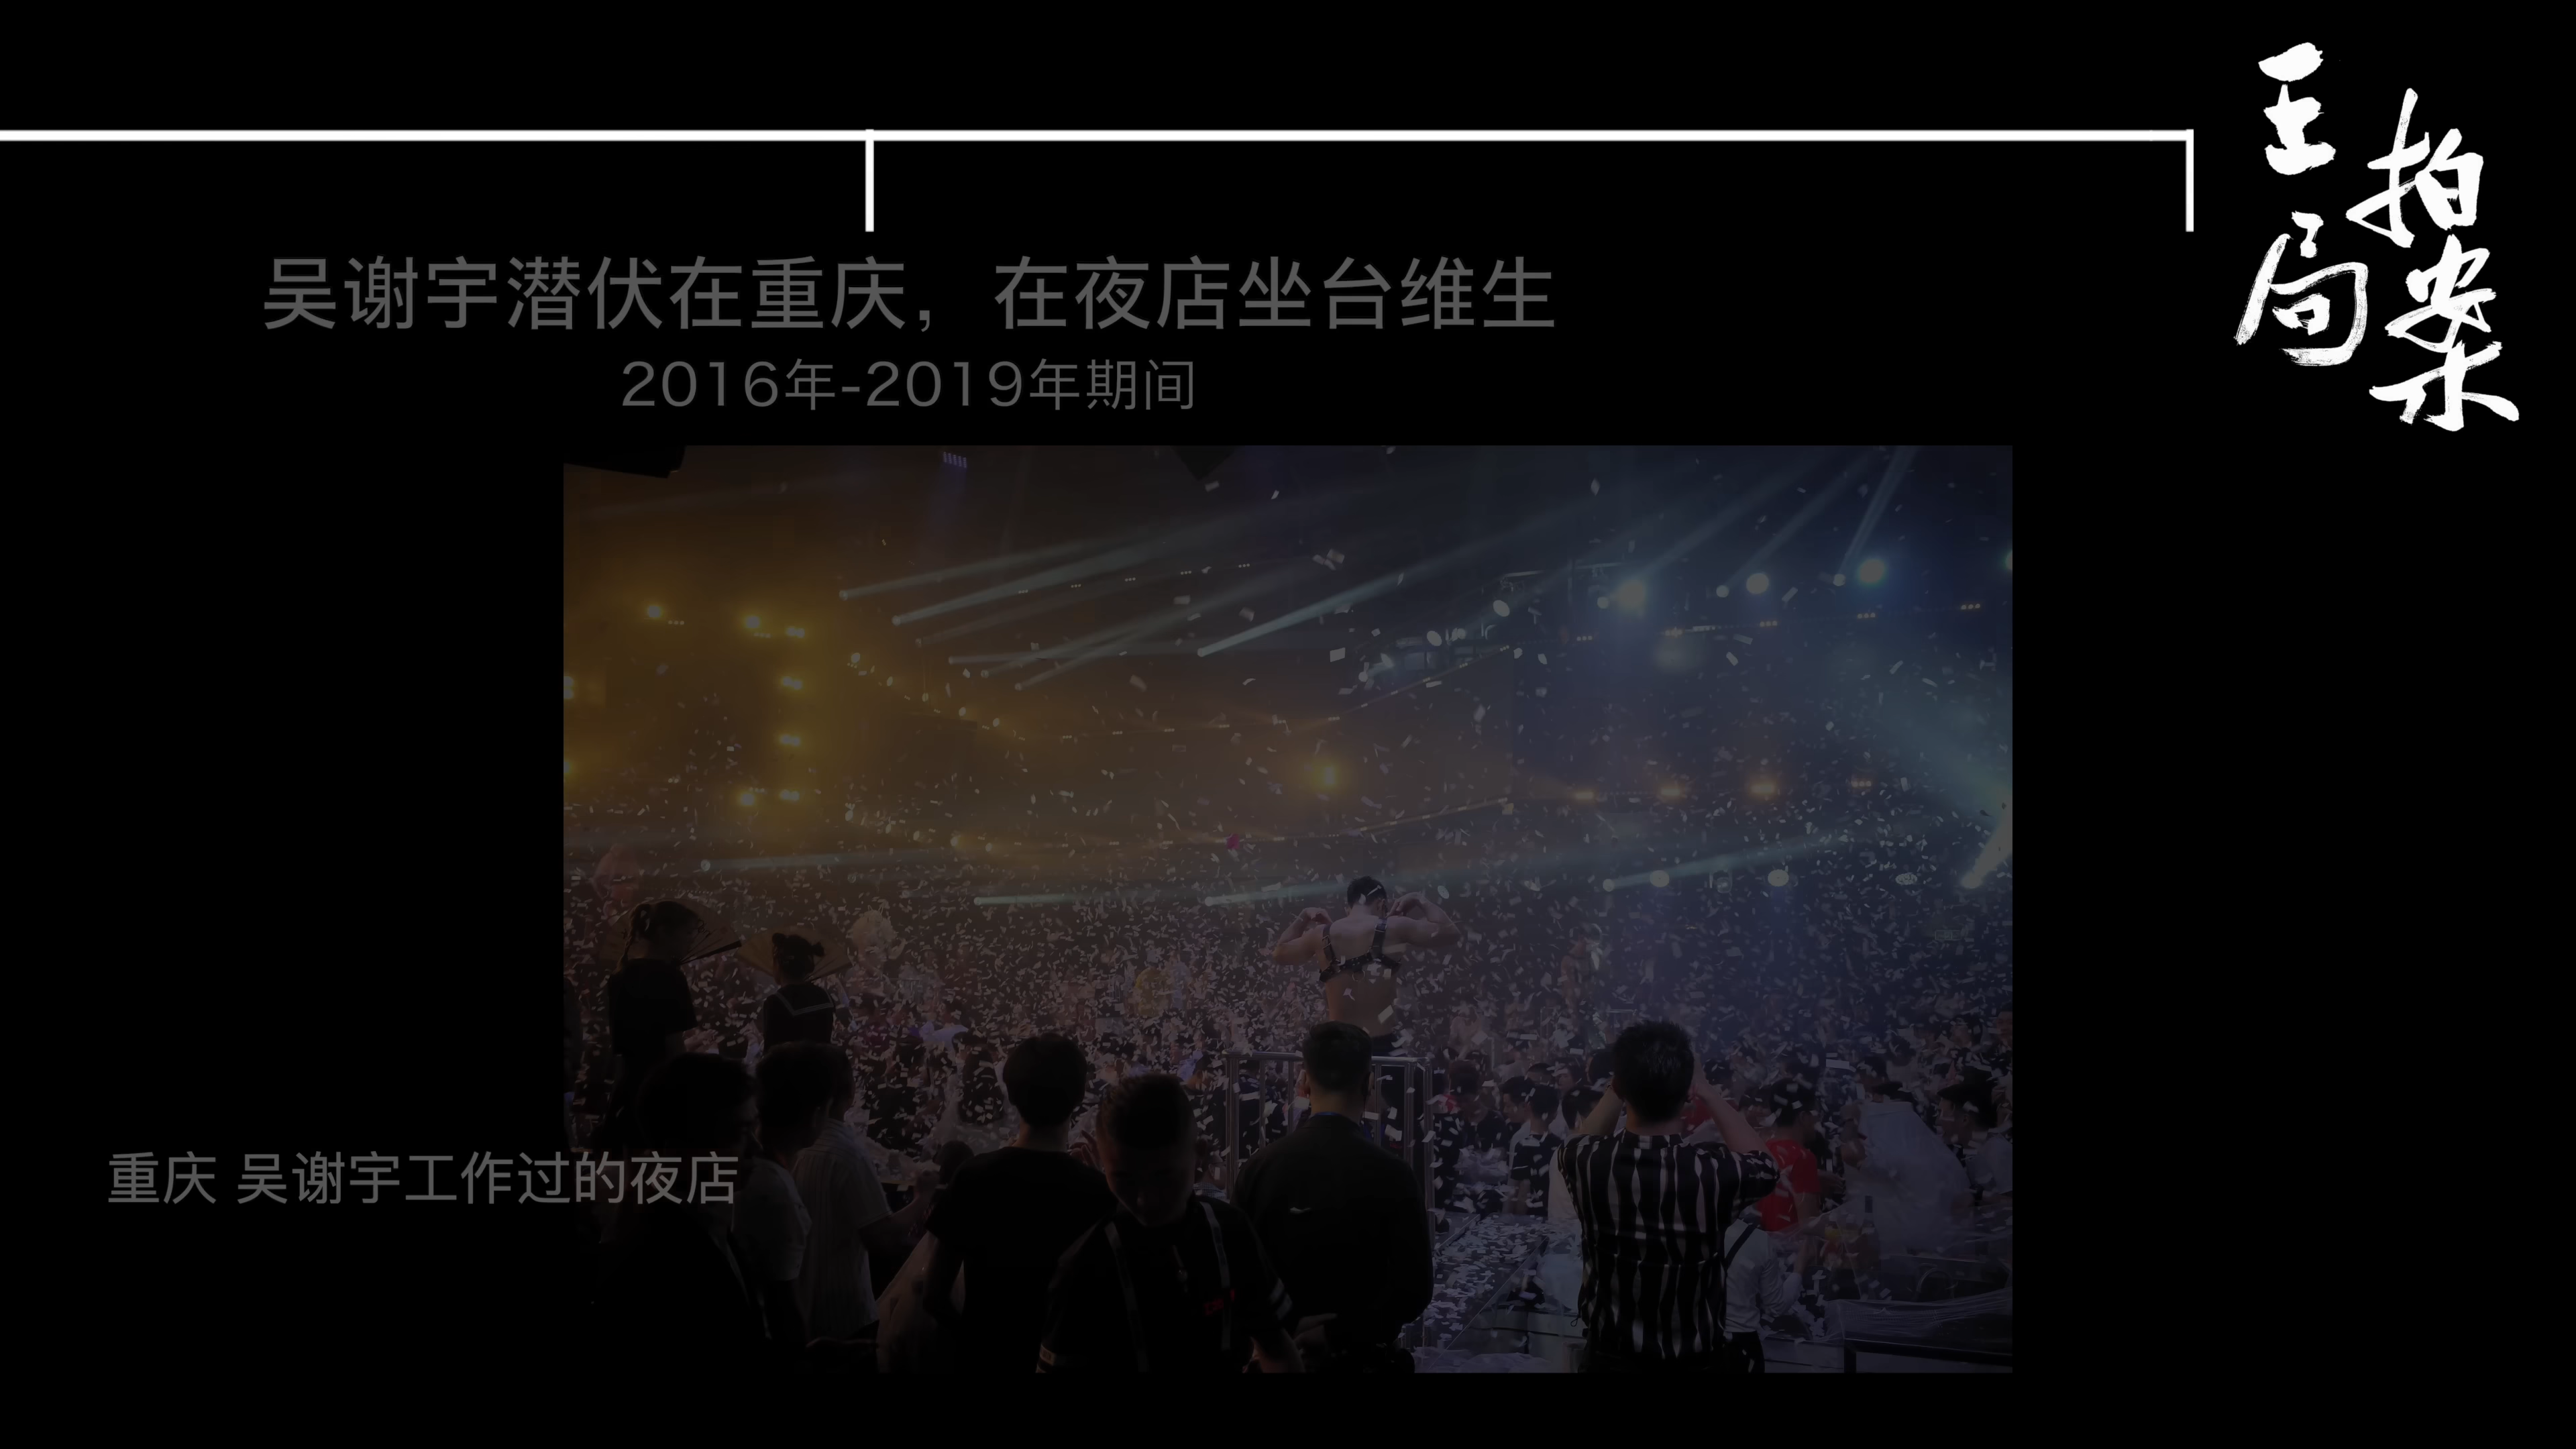 吴谢宇潜伏在重庆，在夜店坐台维生
2016年-2019年期间
重庆 吴谢宇工作过的夜店
王局
拍案